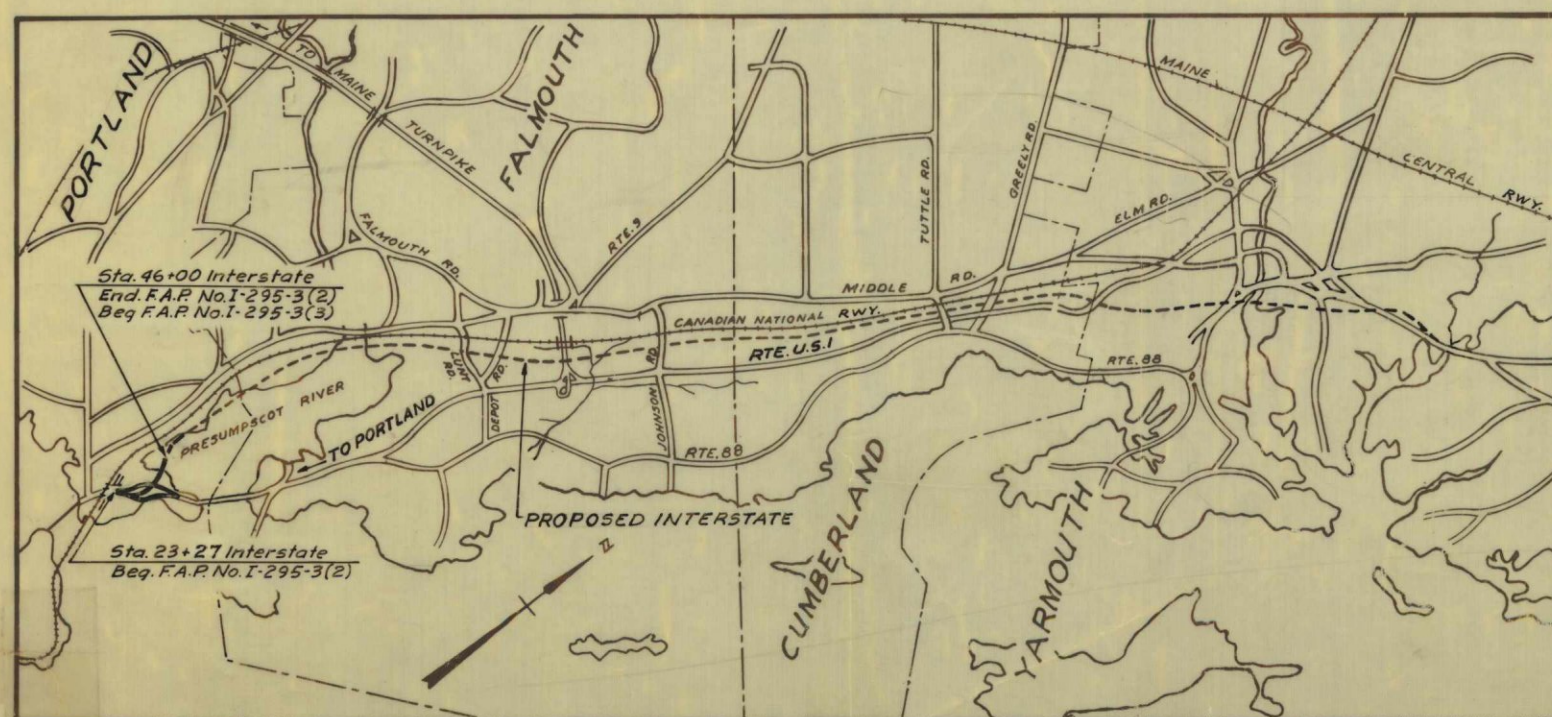 PORTLAND
TO
MAINE
TURNPIKE
FALMOUTH
MAINE
CENTRAL
RWY.
FALMOUTH
RD.
RTE. 9
TUTTLE RD.
GREELY RD.
ELM RD.
MIDDLE
RD.
Sta. 46+00 Interstate
End. F.A.P. No. I-295-3(2)
Beg F.A.P. No. I-295-3(3)
CANADIAN NATIONAL
RWY.
RTE. U.S.1
LUNT
RD.
RD.
DEPOT
JOHNSON
RD.
RTE. 88
RTE. 88
PRESUMPSCOT RIVER
TO PORTLAND
PROPOSED INTERSTATE
Sta. 23+27 Interstate
Beg. F.A.P. No. I-295-3(2)
N
CUMBERLAND
YARMOUTH